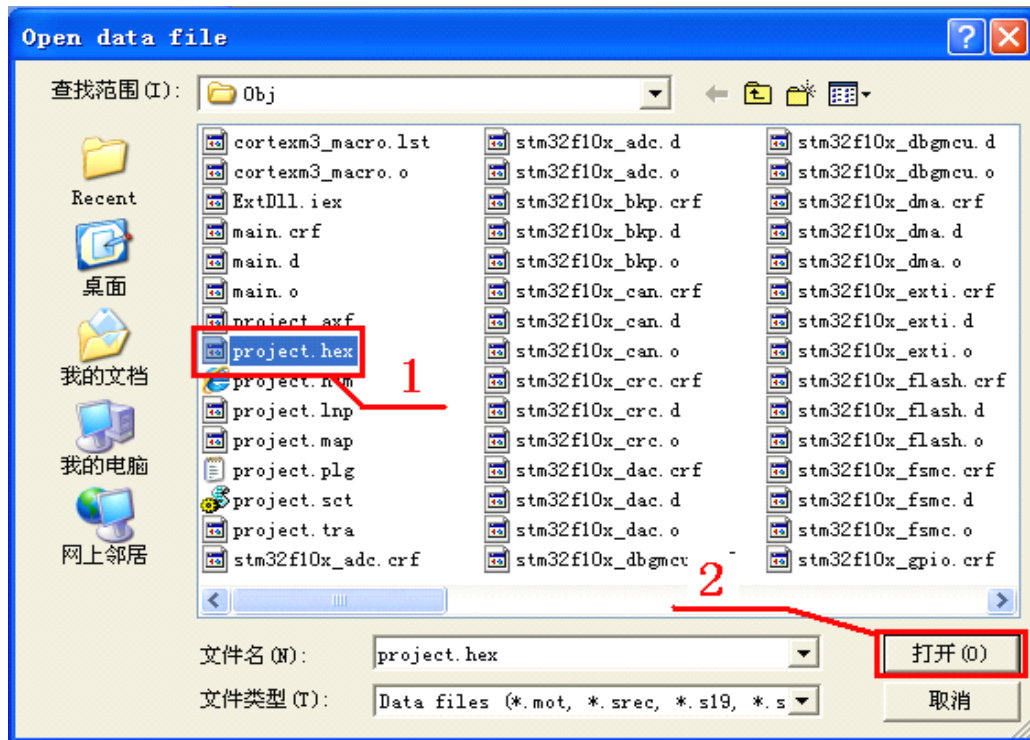 Open data file
查找范围(I):
Obj
Recent
桌面
我的文档
我的电脑
网上邻居
cortexm3_macro.lst
cortexm3_macro.o
ExtDll.iex
main.crf
main.d
main.o
project.axf
project.hex
project.htm
project.lnp
project.map
project.plg
project.sct
project.tra
stm32f10x_adc.crf
stm32f10x_adc.d
stm32f10x_adc.o
stm32f10x_bkp.crf
stm32f10x_bkp.d
stm32f10x_bkp.o
stm32f10x_can.crf
stm32f10x_can.d
stm32f10x_can.o
stm32f10x_crc.crf
stm32f10x_crc.d
stm32f10x_crc.o
stm32f10x_dac.crf
stm32f10x_dac.d
stm32f10x_dac.o
stm32f10x_dbgmcu
stm32f10x_dbgmcu.d
stm32f10x_dbgmcu.o
stm32f10x_dma.crf
stm32f10x_dma.d
stm32f10x_dma.o
stm32f10x_exti.crf
stm32f10x_exti.d
stm32f10x_exti.o
stm32f10x_flash.crf
stm32f10x_flash.d
stm32f10x_flash.o
stm32f10x_fsmc.crf
stm32f10x_fsmc.d
stm32f10x_fsmc.o
stm32f10x_gpio.crf
1
2
文件名(N): project.hex 打开(O)
文件类型(T): Data files (*.mot, *.srec, *.s19, *.s 取消